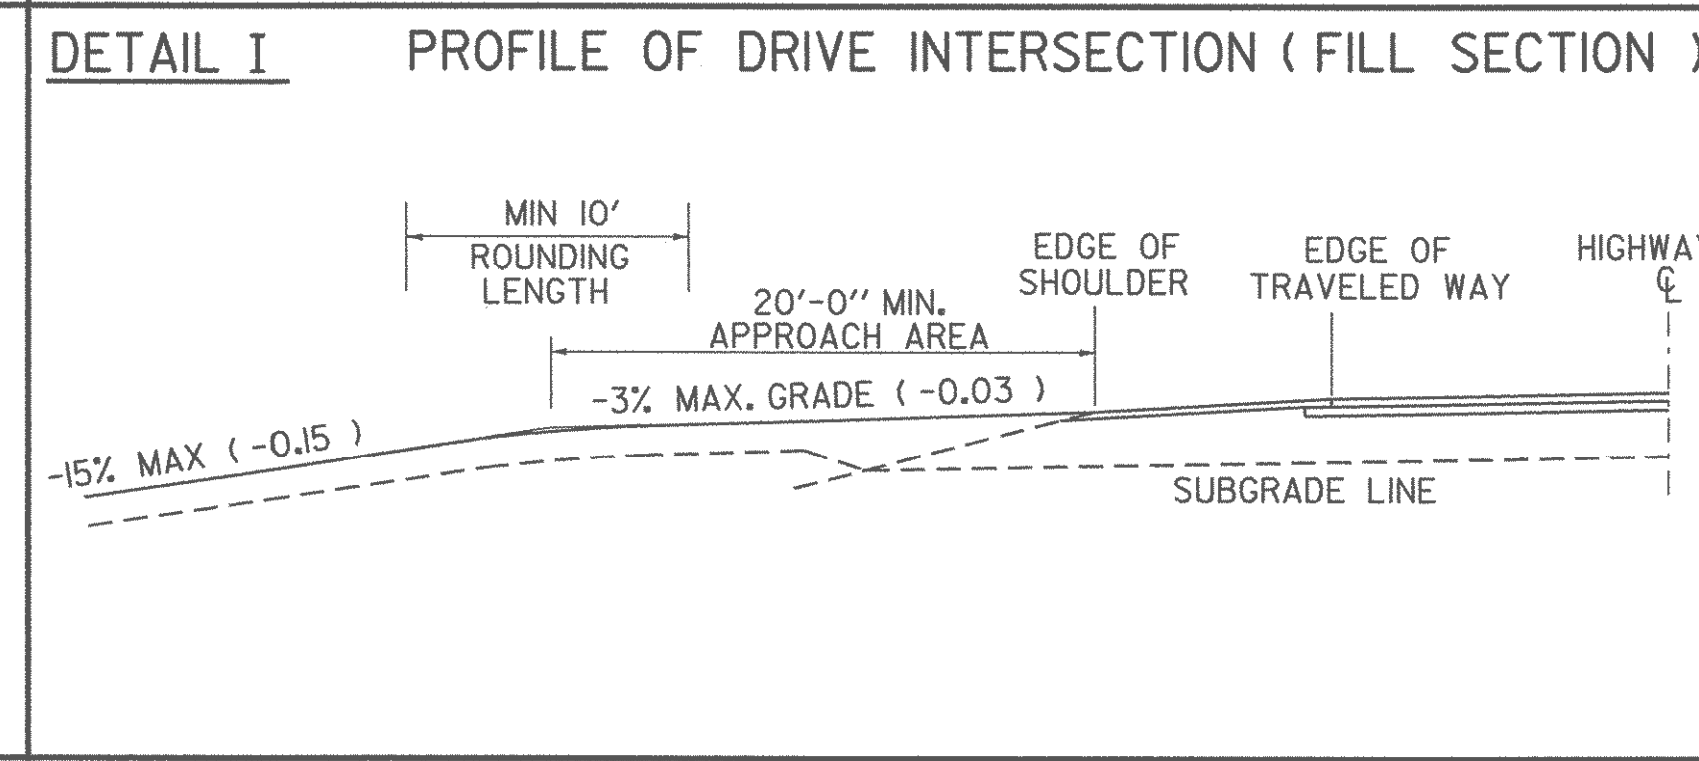 DETAIL I PROFILE OF DRIVE INTERSECTION ( FILL SECTION )
MIN 10'
ROUNDING
LENGTH
20'-0" MIN.
APPROACH AREA
EDGE OF
SHOULDER
EDGE OF
TRAVELED WAY
HIGHWAY
℄
-3% MAX. GRADE ( -0.03 )
-15% MAX ( -0.15 )
SUBGRADE LINE